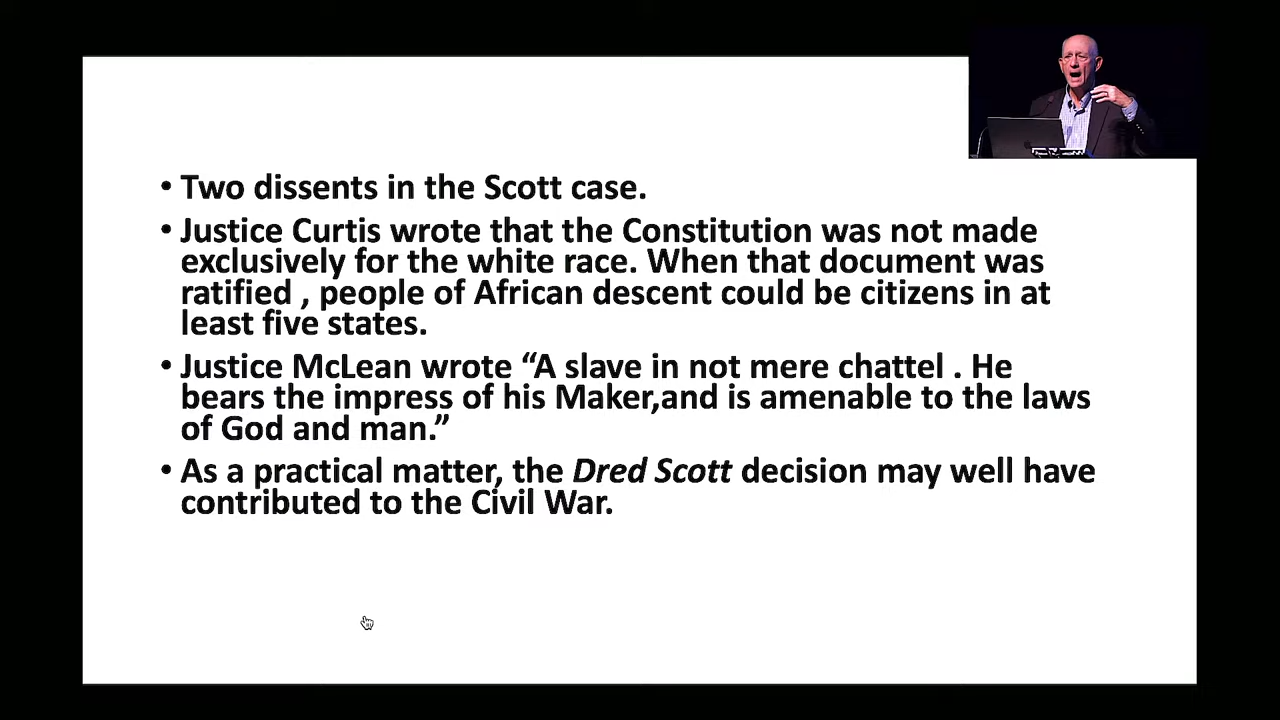 • Two dissents in the Scott case.
• Justice Curtis wrote that the Constitution was not made
exclusively for the white race. When that document was
ratified , people of African descent could be citizens in at
least five states.
• Justice McLean wrote “A slave in not mere chattel . He
bears the impress of his Maker,and is amenable to the laws
of God and man.”
• As a practical matter, the Dred Scott decision may well have
contributed to the Civil War.